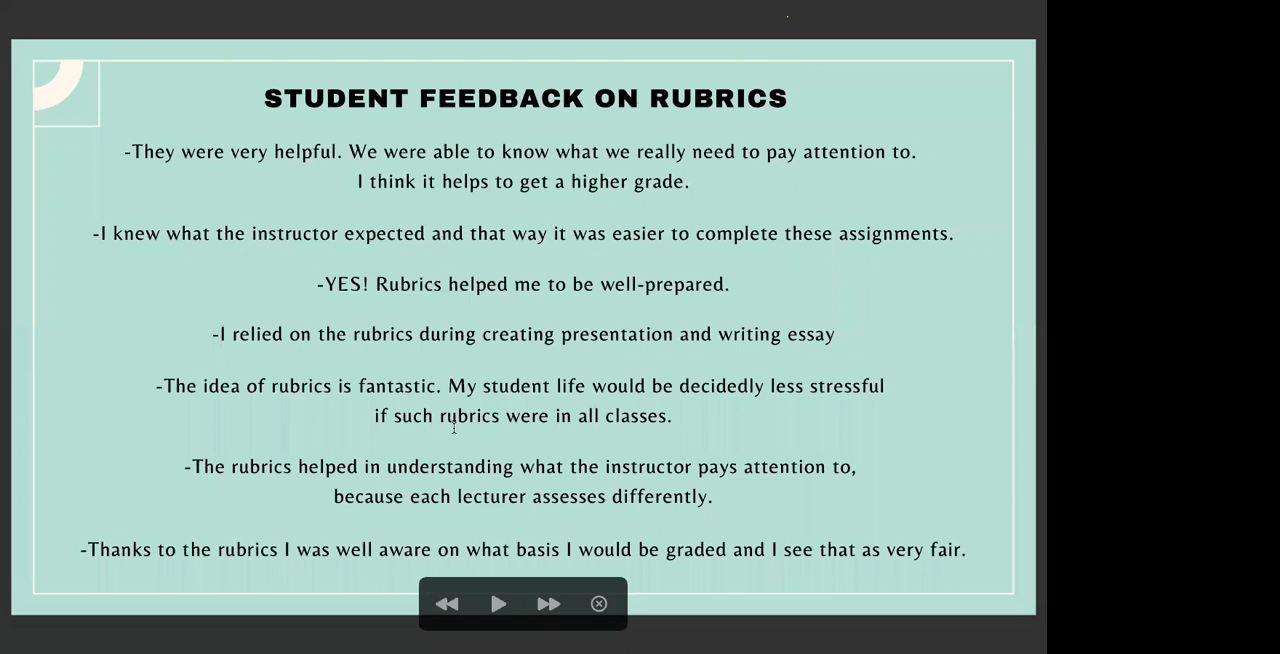 STUDENT FEEDBACK ON RUBRICS
-They were very helpful. We were able to know what we really need to pay attention to.
I think it helps to get a higher grade.
-I knew what the instructor expected and that way it was easier to complete these assignments.
-YES! Rubrics helped me to be well-prepared.
-I relied on the rubrics during creating presentation and writing essay
-The idea of rubrics is fantastic. My student life would be decidedly less stressful
if such rubrics were in all classes.
-The rubrics helped in understanding what the instructor pays attention to,
because each lecturer assesses differently.
-Thanks to the rubrics I was well aware on what basis I would be graded and I see that as very fair.